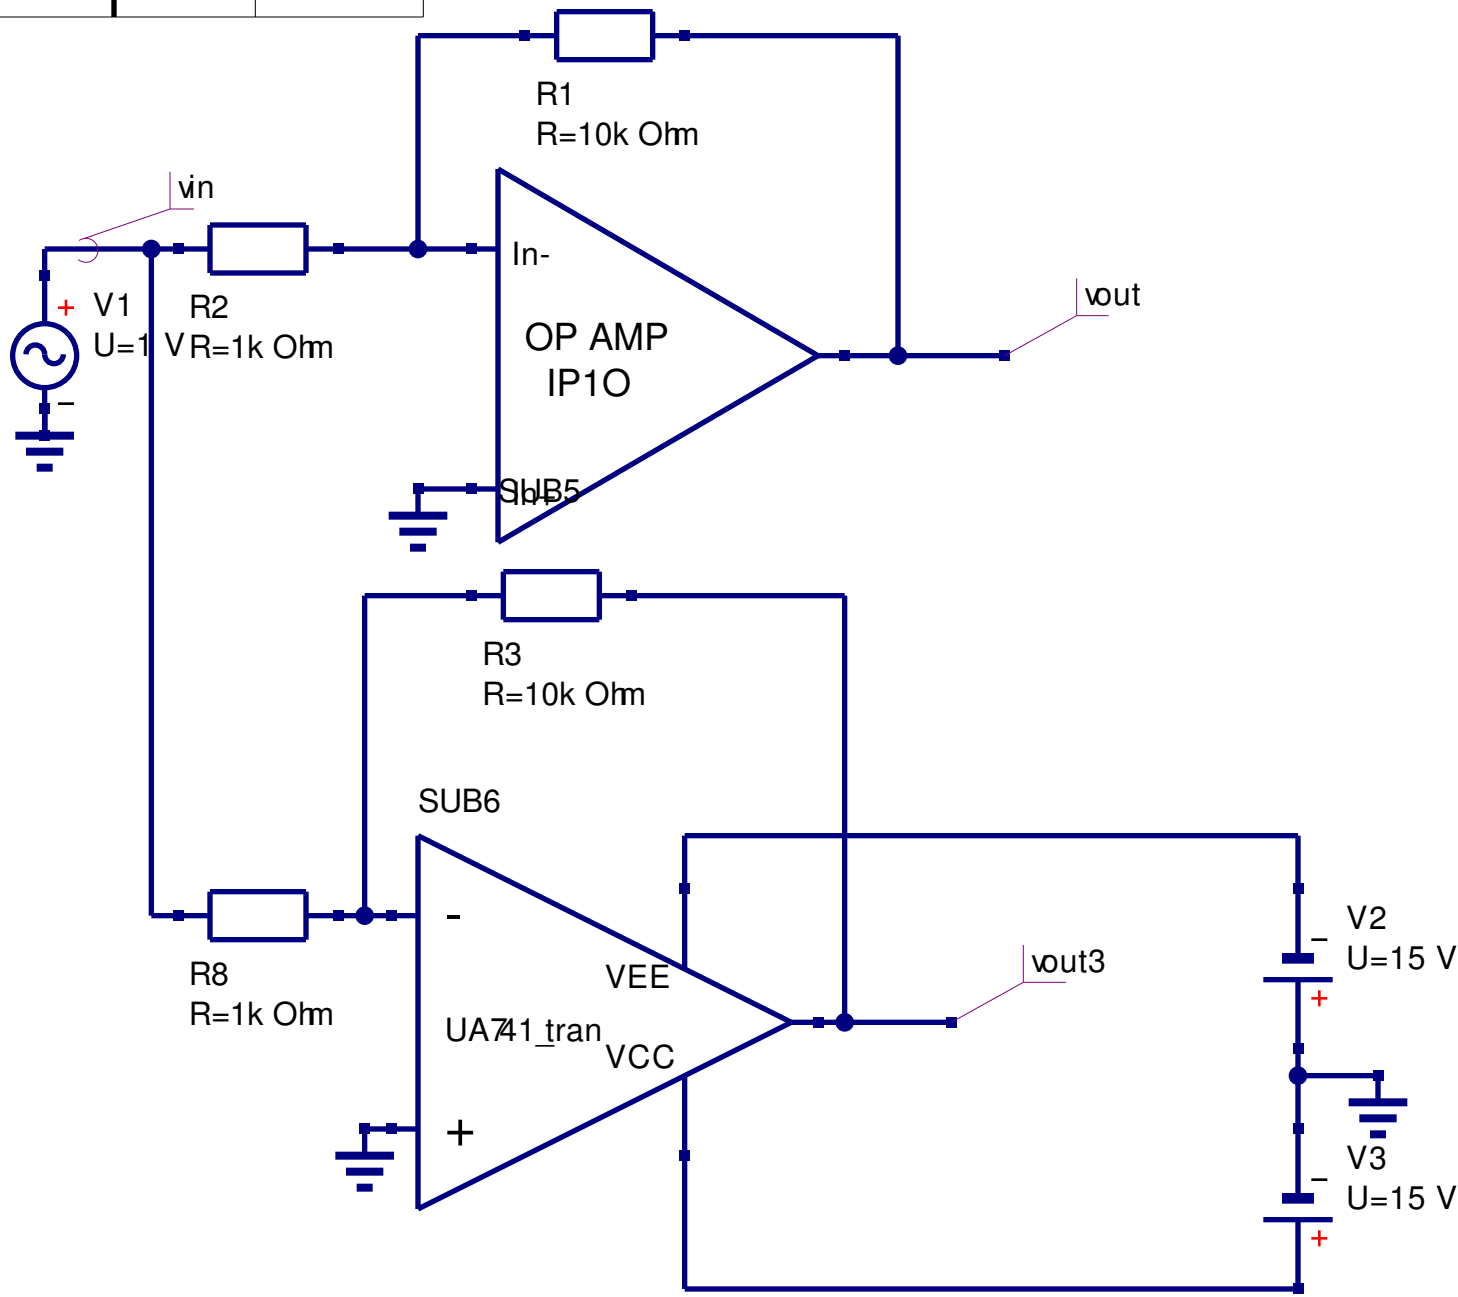 R1
R=10k Ohm
vin
In-
V1
U=1 V
R2
R=1k Ohm
vout
OP AMP
IP1O
SUB5
In+
R3
R=10k Ohm
SUB6
-
V2
U=15 V
vout3
VEE
R8
R=1k Ohm
UA741_tran
VCC
+
V3
U=15 V